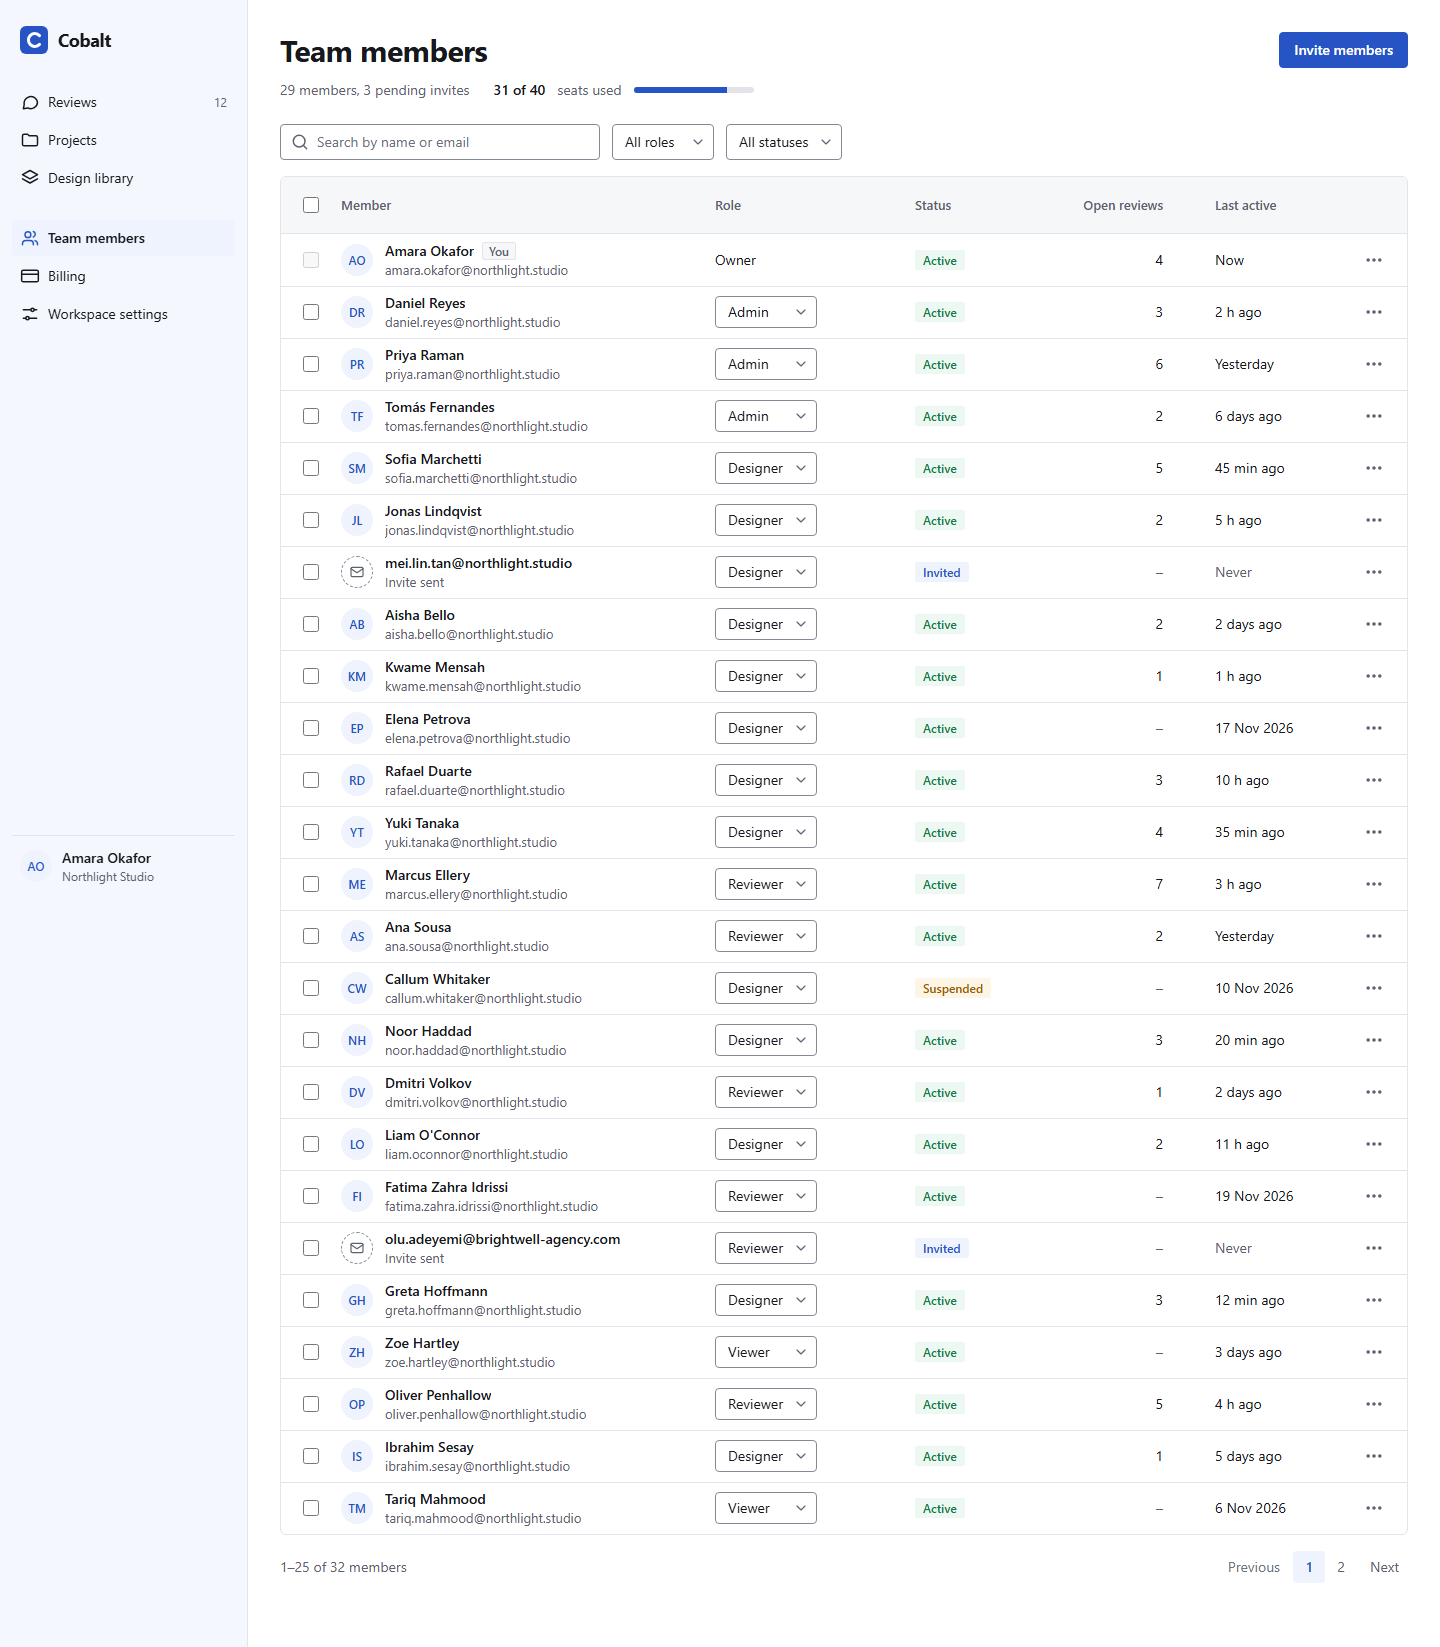 C Cobalt
Reviews 12
Projects
Design library
Team members
Billing
Workspace settings
AO Amara Okafor
Northlight Studio
Team members
Invite members
29 members, 3 pending invites 31 of 40 seats used
Search by name or email All roles All statuses
Member Role Status Open reviews Last active
AO Amara Okafor You Owner Active 4 Now
amara.okafor@northlight.studio
DR Daniel Reyes Admin Active 3 2 h ago
daniel.reyes@northlight.studio
PR Priya Raman Admin Active 6 Yesterday
priya.raman@northlight.studio
TF Tomás Fernandes Admin Active 2 6 days ago
tomas.fernandes@northlight.studio
SM Sofia Marchetti Designer Active 5 45 min ago
sofia.marchetti@northlight.studio
JL Jonas Lindqvist Designer Active 2 5 h ago
jonas.lindqvist@northlight.studio
mei.lin.tan@northlight.studio Designer Invited – Never
Invite sent
AB Aisha Bello Designer Active 2 2 days ago
aisha.bello@northlight.studio
KM Kwame Mensah Designer Active 1 1 h ago
kwame.mensah@northlight.studio
EP Elena Petrova Designer Active – 17 Nov 2026
elena.petrova@northlight.studio
RD Rafael Duarte Designer Active 3 10 h ago
rafael.duarte@northlight.studio
YT Yuki Tanaka Designer Active 4 35 min ago
yuki.tanaka@northlight.studio
ME Marcus Ellery Reviewer Active 7 3 h ago
marcus.ellery@northlight.studio
AS Ana Sousa Reviewer Active 2 Yesterday
ana.sousa@northlight.studio
CW Callum Whitaker Designer Suspended – 10 Nov 2026
callum.whitaker@northlight.studio
NH Noor Haddad Designer Active 3 20 min ago
noor.haddad@northlight.studio
DV Dmitri Volkov Reviewer Active 1 2 days ago
dmitri.volkov@northlight.studio
LO Liam O'Connor Designer Active 2 11 h ago
liam.oconnor@northlight.studio
FI Fatima Zahra Idrissi Reviewer Active – 19 Nov 2026
fatima.zahra.idrissi@northlight.studio
olu.adeyemi@brightwell-agency.com Reviewer Invited – Never
Invite sent
GH Greta Hoffmann Designer Active 3 12 min ago
greta.hoffmann@northlight.studio
ZH Zoe Hartley Viewer Active – 3 days ago
zoe.hartley@northlight.studio
OP Oliver Penhallow Reviewer Active 5 4 h ago
oliver.penhallow@northlight.studio
IS Ibrahim Sesay Designer Active 1 5 days ago
ibrahim.sesay@northlight.studio
TM Tariq Mahmood Viewer Active – 6 Nov 2026
tariq.mahmood@northlight.studio
1–25 of 32 members Previous 1 2 Next